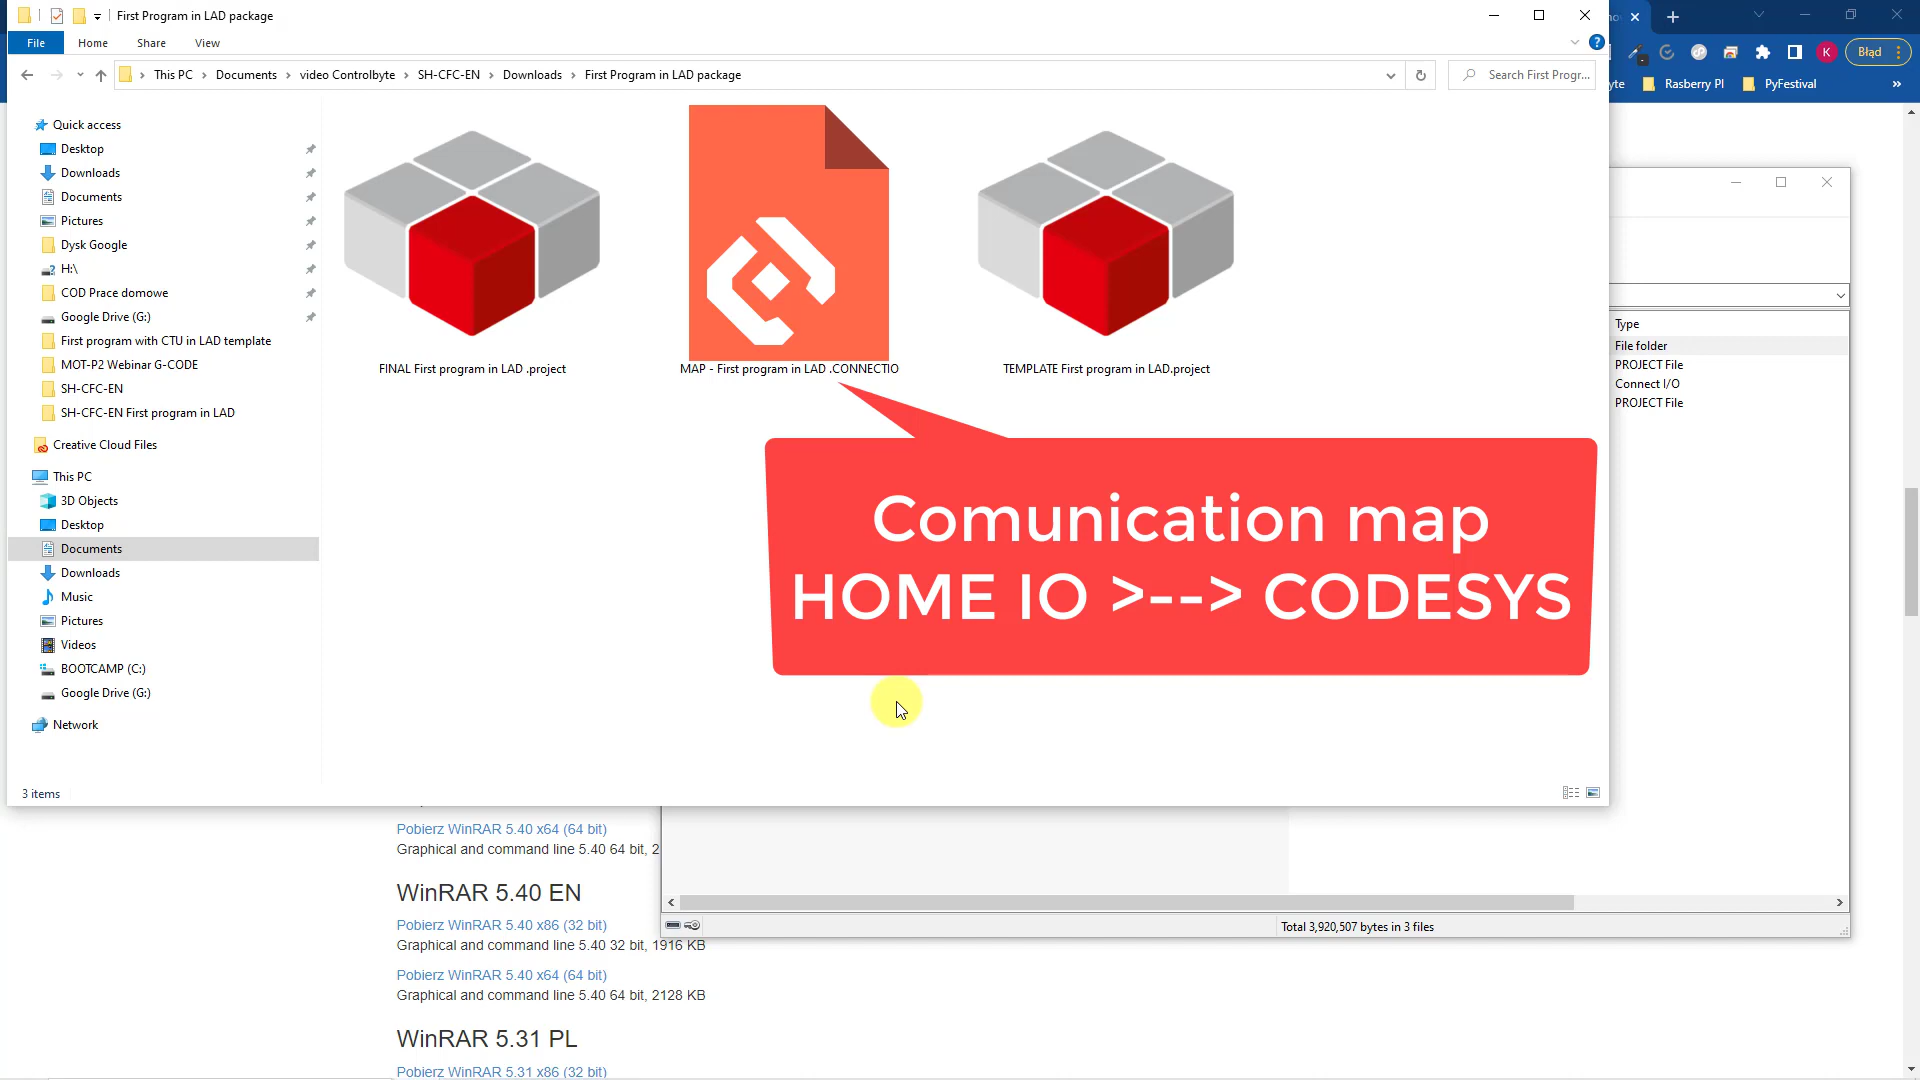 First Program in LAD package
File
Home
Share
View
This PC
Documents
video Controlbyte
SH-CFC-EN
Downloads
First Program in LAD package
Search First Progr...
Błąd
K
yte
Rasberry PI
PyFestival
»
Quick access
Desktop
Downloads
Documents
Pictures
Dysk Google
H:\
COD Prace domowe
Google Drive (G:)
First program with CTU in LAD template
MOT-P2 Webinar G-CODE
SH-CFC-EN
SH-CFC-EN First program in LAD
Creative Cloud Files
This PC
3D Objects
Desktop
Documents
Downloads
Music
Pictures
Videos
BOOTCAMP (C:)
Google Drive (G:)
Network
3 items
FINAL First program in LAD .project
MAP - First program in LAD .CONNECTIO
TEMPLATE First program in LAD.project
Comunication map
HOME IO >--> CODESYS
Type
File folder
PROJECT File
Connect I/O
PROJECT File
Total 3,920,507 bytes in 3 files
Pobierz WinRAR 5.40 x64 (64 bit)
Graphical and command line 5.40 64 bit, 2
WinRAR 5.40 EN
Pobierz WinRAR 5.40 x86 (32 bit)
Graphical and command line 5.40 32 bit, 1916 KB
Pobierz WinRAR 5.40 x64 (64 bit)
Graphical and command line 5.40 64 bit, 2128 KB
WinRAR 5.31 PL
Pobierz WinRAR 5.31 x86 (32 bit)